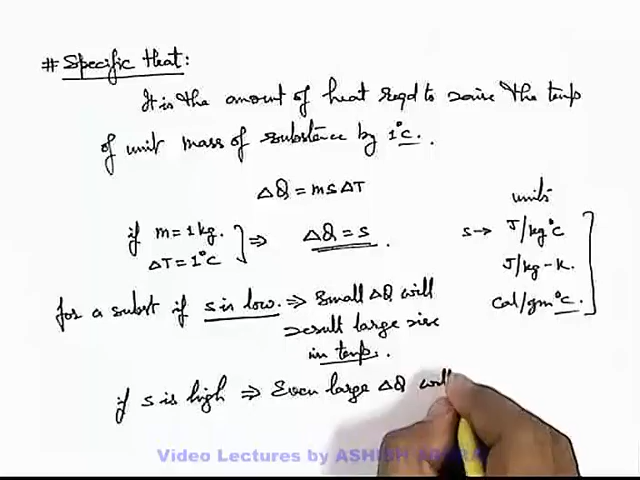 # Specific Heat:
It is the amount of heat reqd to raise the temp
of unit mass of substance by 1°C.
ΔQ = msΔT
units
if m = 1 kg.
ΔT = 1°C
⇒ ΔQ = s.
s → J/kg°C
J/kg-K.
Cal/gm°C.
for a subst if s is low. ⇒ Small ΔQ will
result large rise
in temp.
if s is high ⇒ Even large ΔQ will
Video Lectures by ASHISH